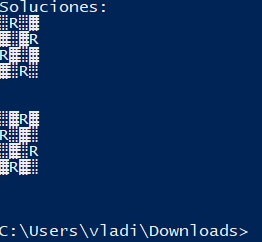 Soluciones:
░R░▓
▓░▓R
R▓░▓
▓░R░
░▓R▓
R░▓░
░▓░R
▓R▓░
C:\Users\vladi\Downloads>